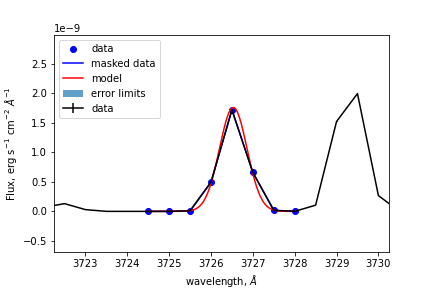 1e−9
2.5
2.0
1.5
1.0
0.5
0.0
−0.5
Flux, erg s⁻¹ cm⁻² Å⁻¹
data
masked data
model
error limits
data
3723 3724 3725 3726 3727 3728 3729 3730
wavelength, Å